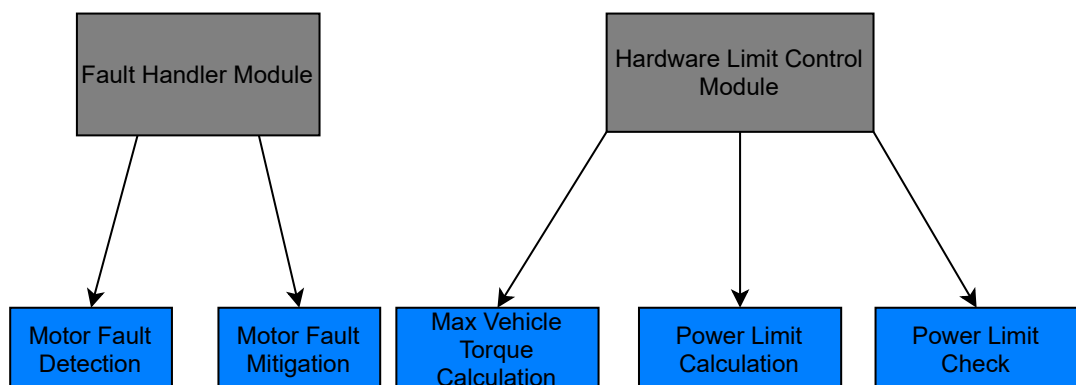 Fault Handler Module
Hardware Limit Control
Module
Motor Fault
Detection
Motor Fault
Mitigation
Max Vehicle
Torque
Calculation
Power Limit
Calculation
Power Limit
Check